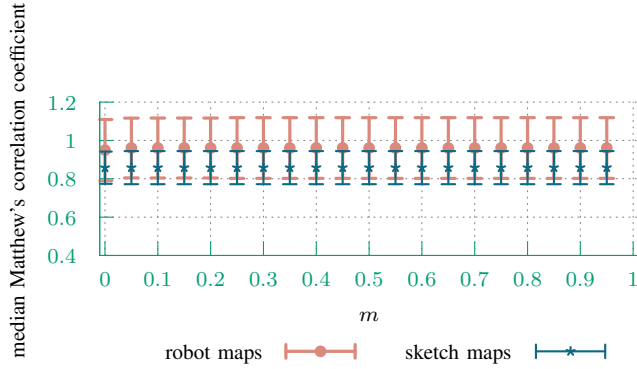 median Matthew's correlation coefficient
1.2
1
0.8
0.6
0.4
0 0.1 0.2 0.3 0.4 0.5 0.6 0.7 0.8 0.9 1
m
robot maps sketch maps